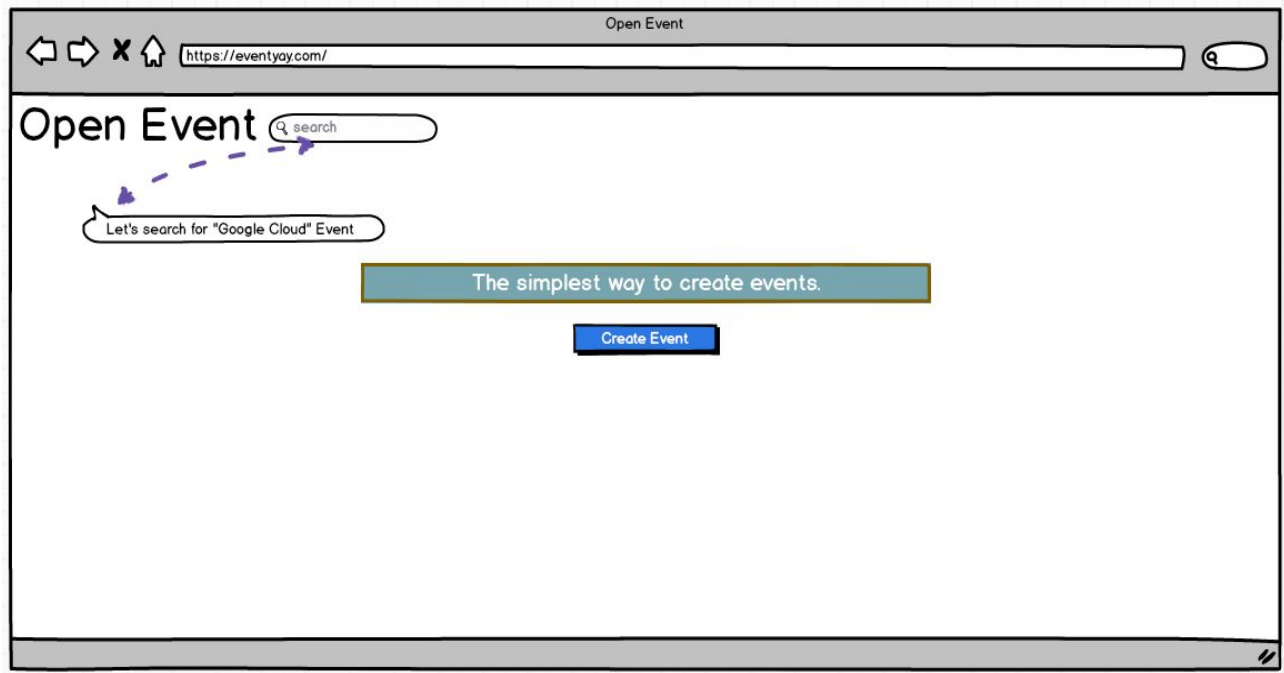 Open Event
https://eventyay.com/
Open Event
search
Let's search for "Google Cloud" Event
The simplest way to create events.
Create Event